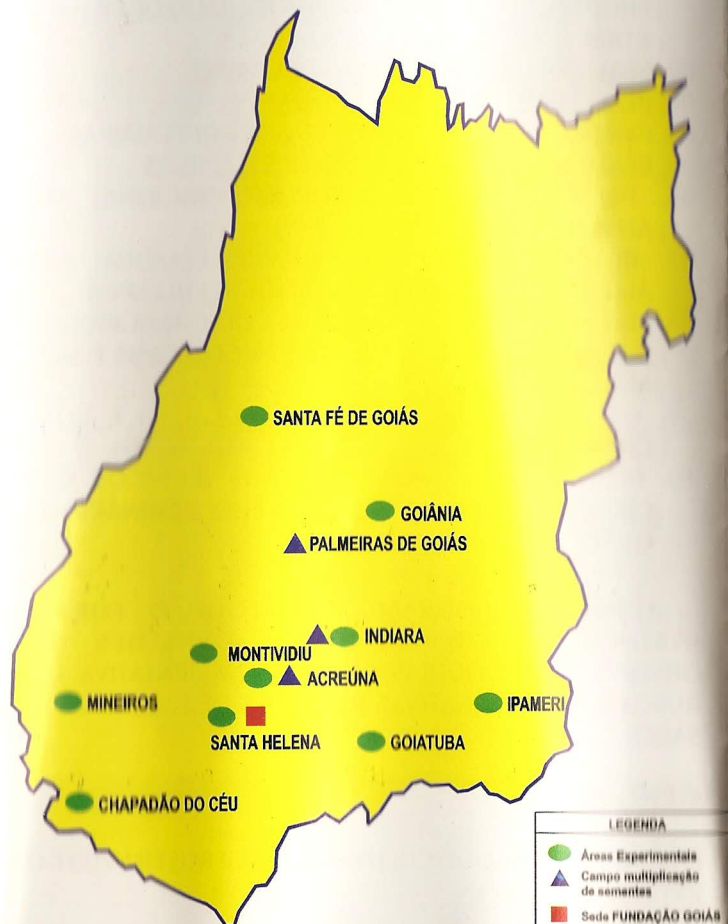 SANTA FÉ DE GOIÁS
GOIÂNIA
PALMEIRAS DE GOIÁS
INDIARA
MONTIVIDIU
ACREÚNA
MINEIROS
IPAMERI
SANTA HELENA
GOIATUBA
CHAPADÃO DO CÉU
LEGENDA
Áreas Experimentais
Campo multiplicação
de sementes
Sede FUNDAÇÃO GOIÁS